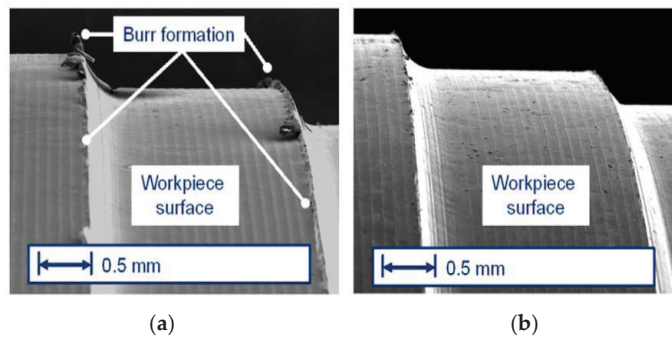 Burr formation
Workpiece
surface
0.5 mm
(a)
Workpiece
surface
0.5 mm
(b)